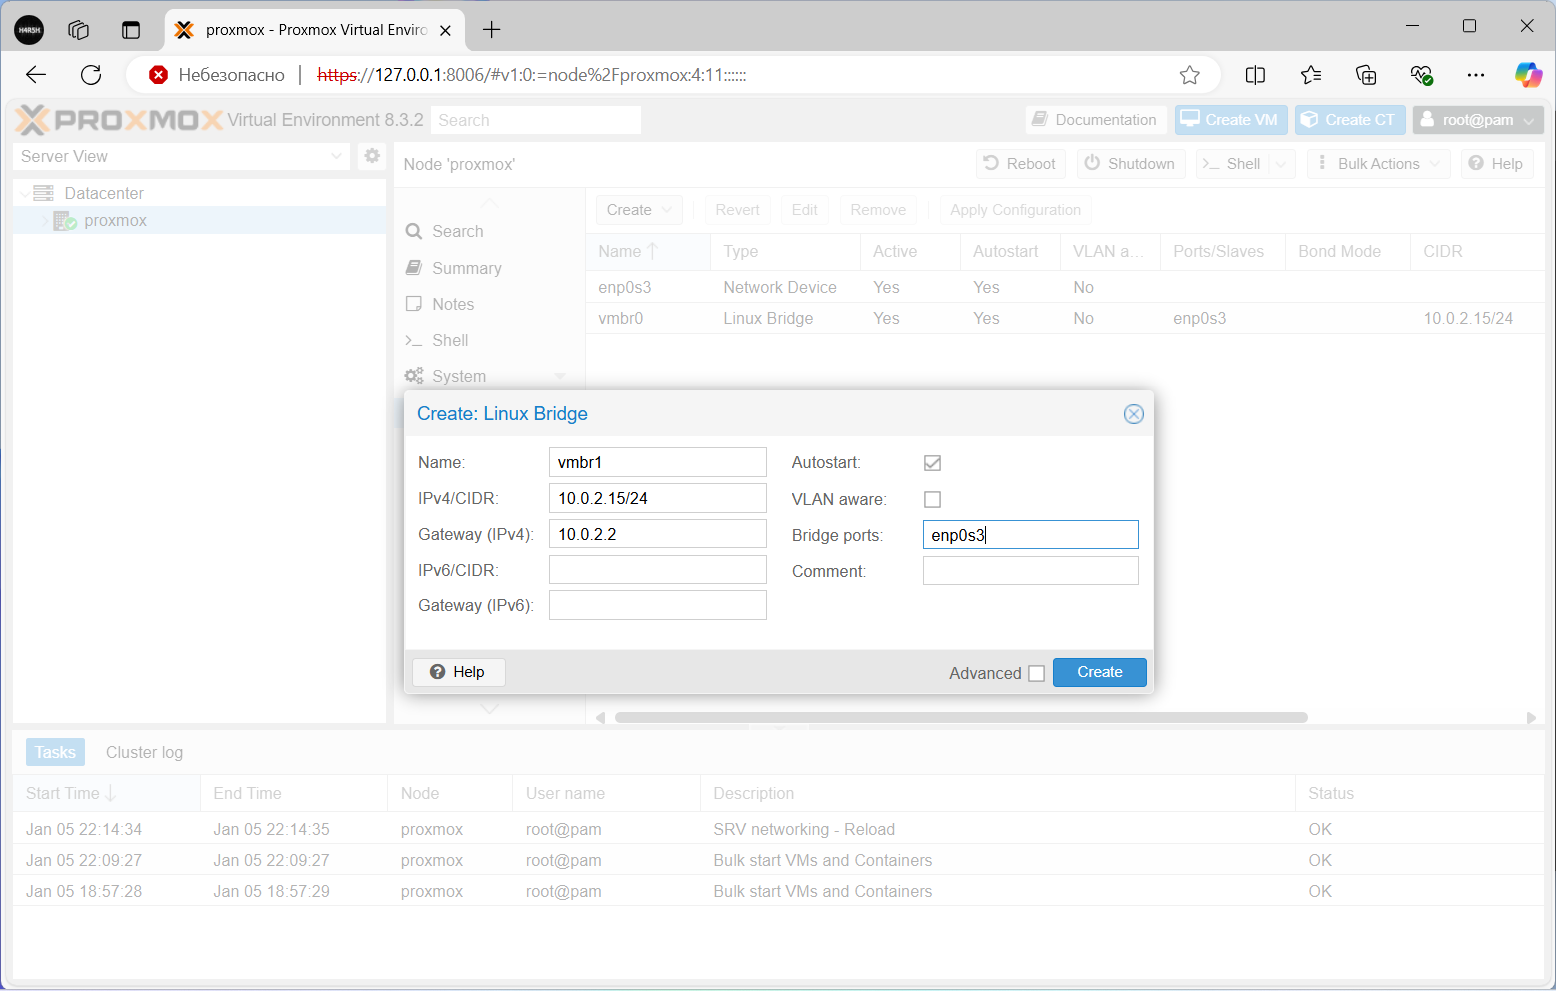 HARSH
proxmox - Proxmox Virtual Enviro
Небезопасно https://127.0.0.1:8006/#v1:0:=node%2Fproxmox:4:11::::::
PROXMOX Virtual Environment 8.3.2 Search Documentation Create VM Create CT root@pam
Server View
Node 'proxmox' Reboot Shutdown Shell Bulk Actions Help
Datacenter
proxmox
Search
Summary
Notes
Shell
System
Create Revert Edit Remove Apply Configuration
Name Type Active Autostart VLAN a... Ports/Slaves Bond Mode CIDR
enp0s3 Network Device Yes Yes No
vmbr0 Linux Bridge Yes Yes No enp0s3 10.0.2.15/24
Create: Linux Bridge
Name: vmbr1 Autostart:
IPv4/CIDR: 10.0.2.15/24 VLAN aware:
Gateway (IPv4): 10.0.2.2 Bridge ports: enp0s3
IPv6/CIDR: Comment:
Gateway (IPv6):
Help Advanced Create
Tasks Cluster log
Start Time End Time Node User name Description Status
Jan 05 22:14:34 Jan 05 22:14:35 proxmox root@pam SRV networking - Reload OK
Jan 05 22:09:27 Jan 05 22:09:27 proxmox root@pam Bulk start VMs and Containers OK
Jan 05 18:57:28 Jan 05 18:57:29 proxmox root@pam Bulk start VMs and Containers OK